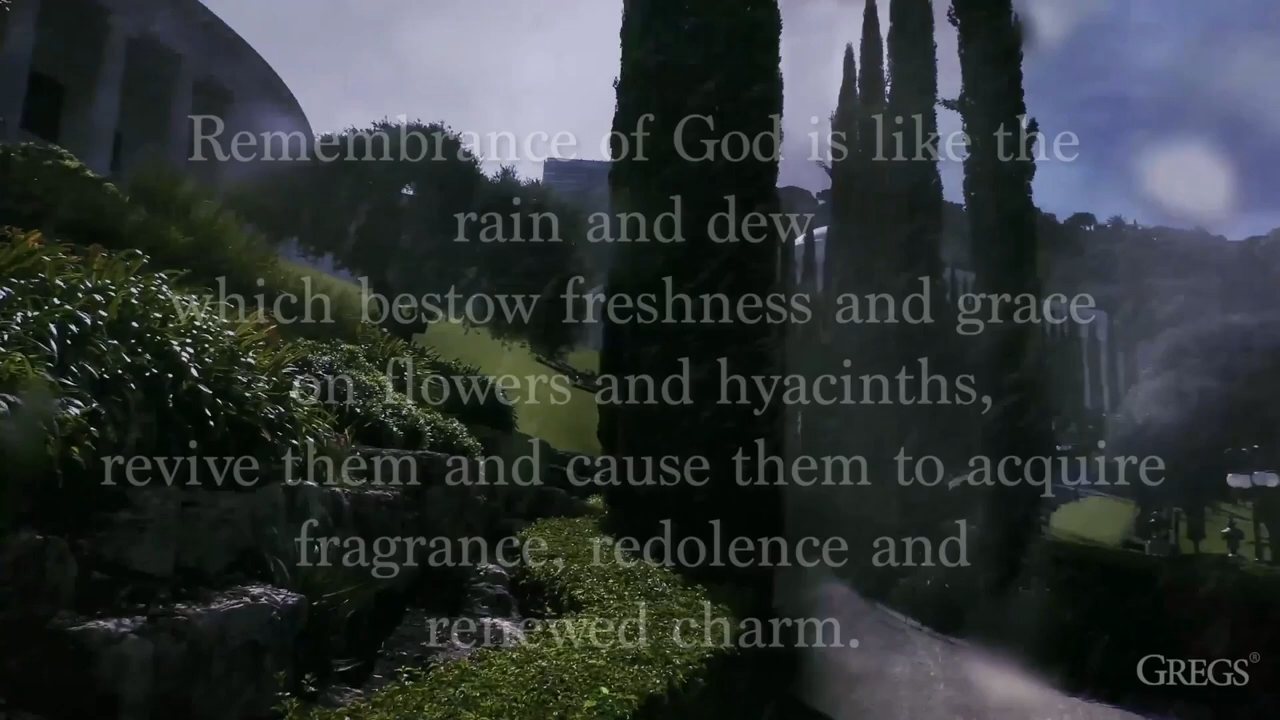 Remembrance of God is like the
rain and dew
which bestow freshness and grace
on flowers and hyacinths,
revive them and cause them to acquire
fragrance, redolence and
renewed charm.
GREGS®